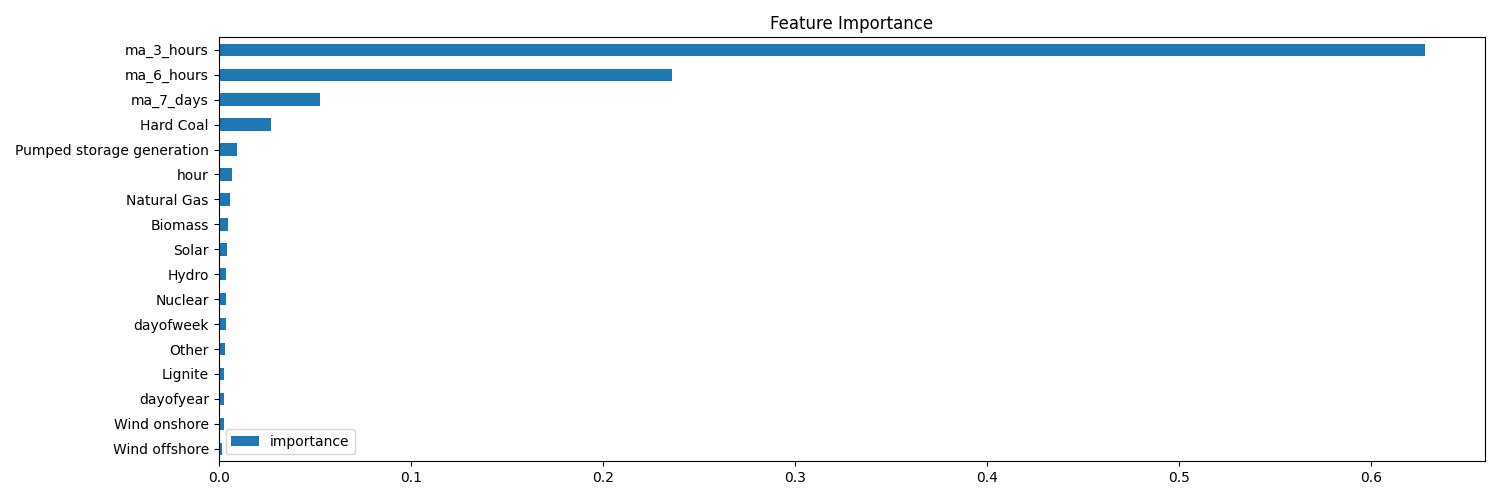 Feature Importance
ma_3_hours
ma_6_hours
ma_7_days
Hard Coal
Pumped storage generation
hour
Natural Gas
Biomass
Solar
Hydro
Nuclear
dayofweek
Other
Lignite
dayofyear
Wind onshore
Wind offshore
importance
0.0 0.1 0.2 0.3 0.4 0.5 0.6